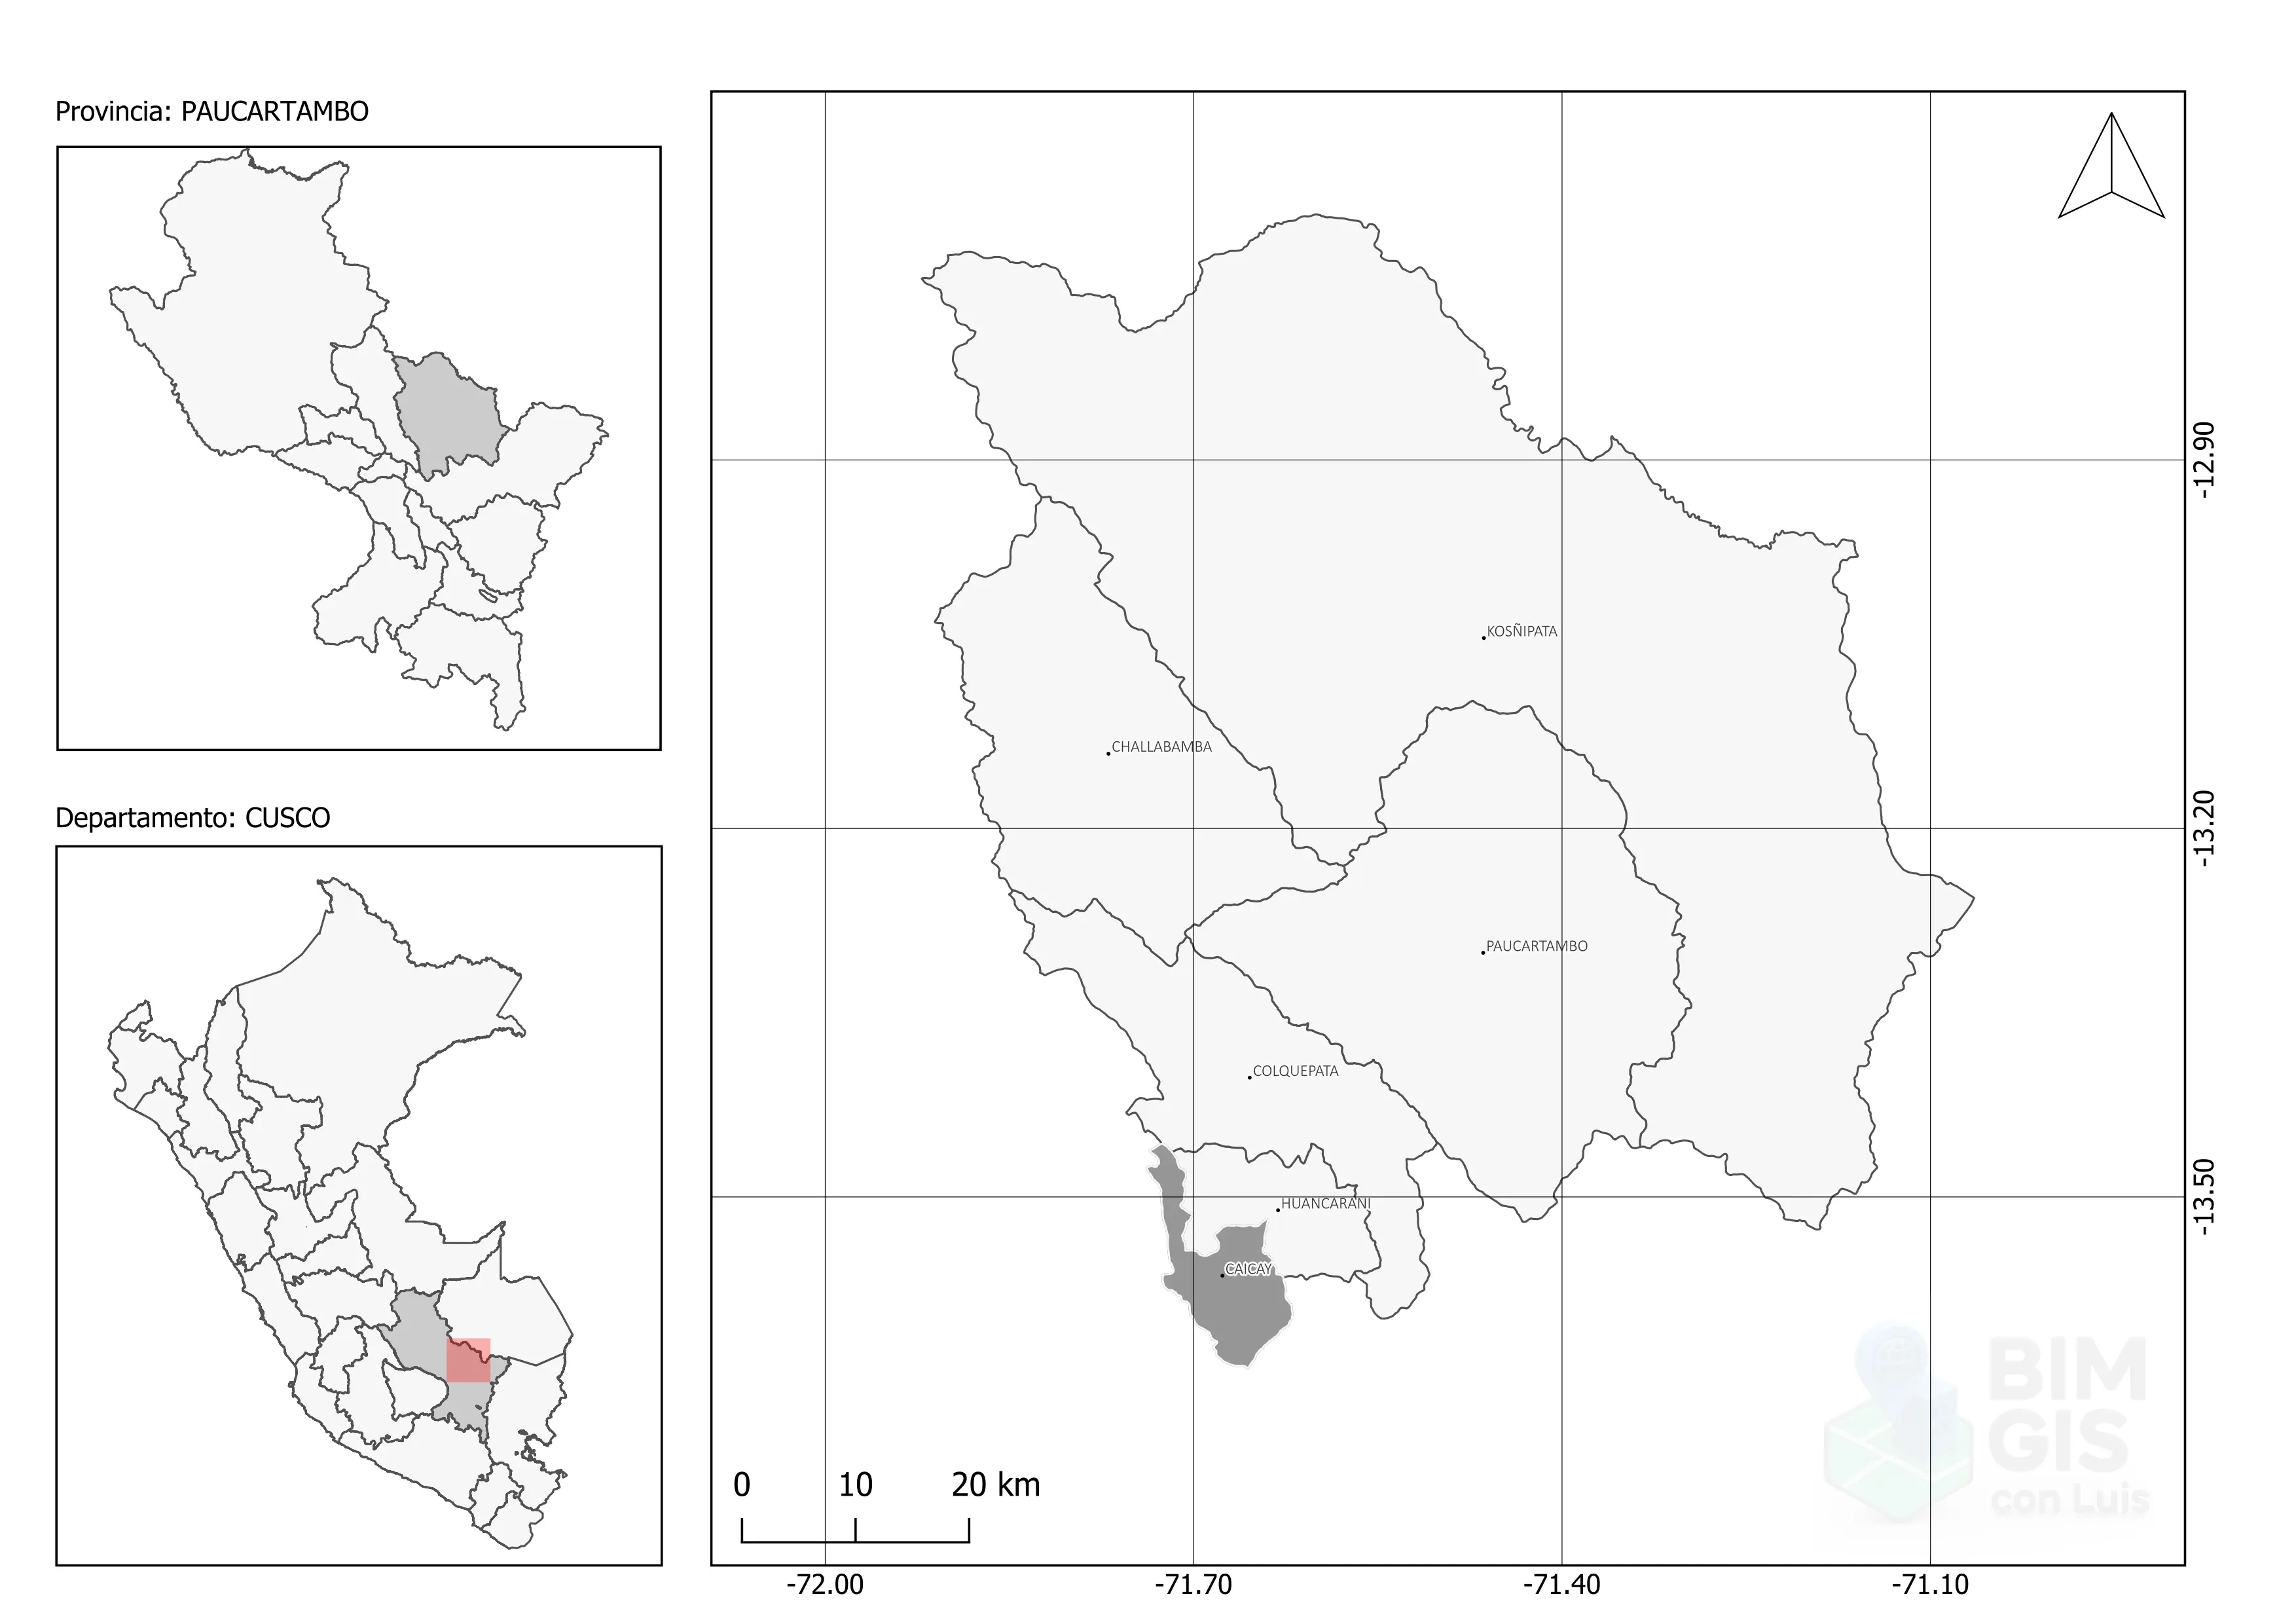 Provincia: PAUCARTAMBO
Departamento: CUSCO
KOSÑIPATA
CHALLABAMBA
PAUCARTAMBO
COLQUEPATA
HUANCARANI
CAICAY
-12.90
-13.20
-13.50
BIM
GIS
con Luis
0 10 20 km
-72.00 -71.70 -71.40 -71.10